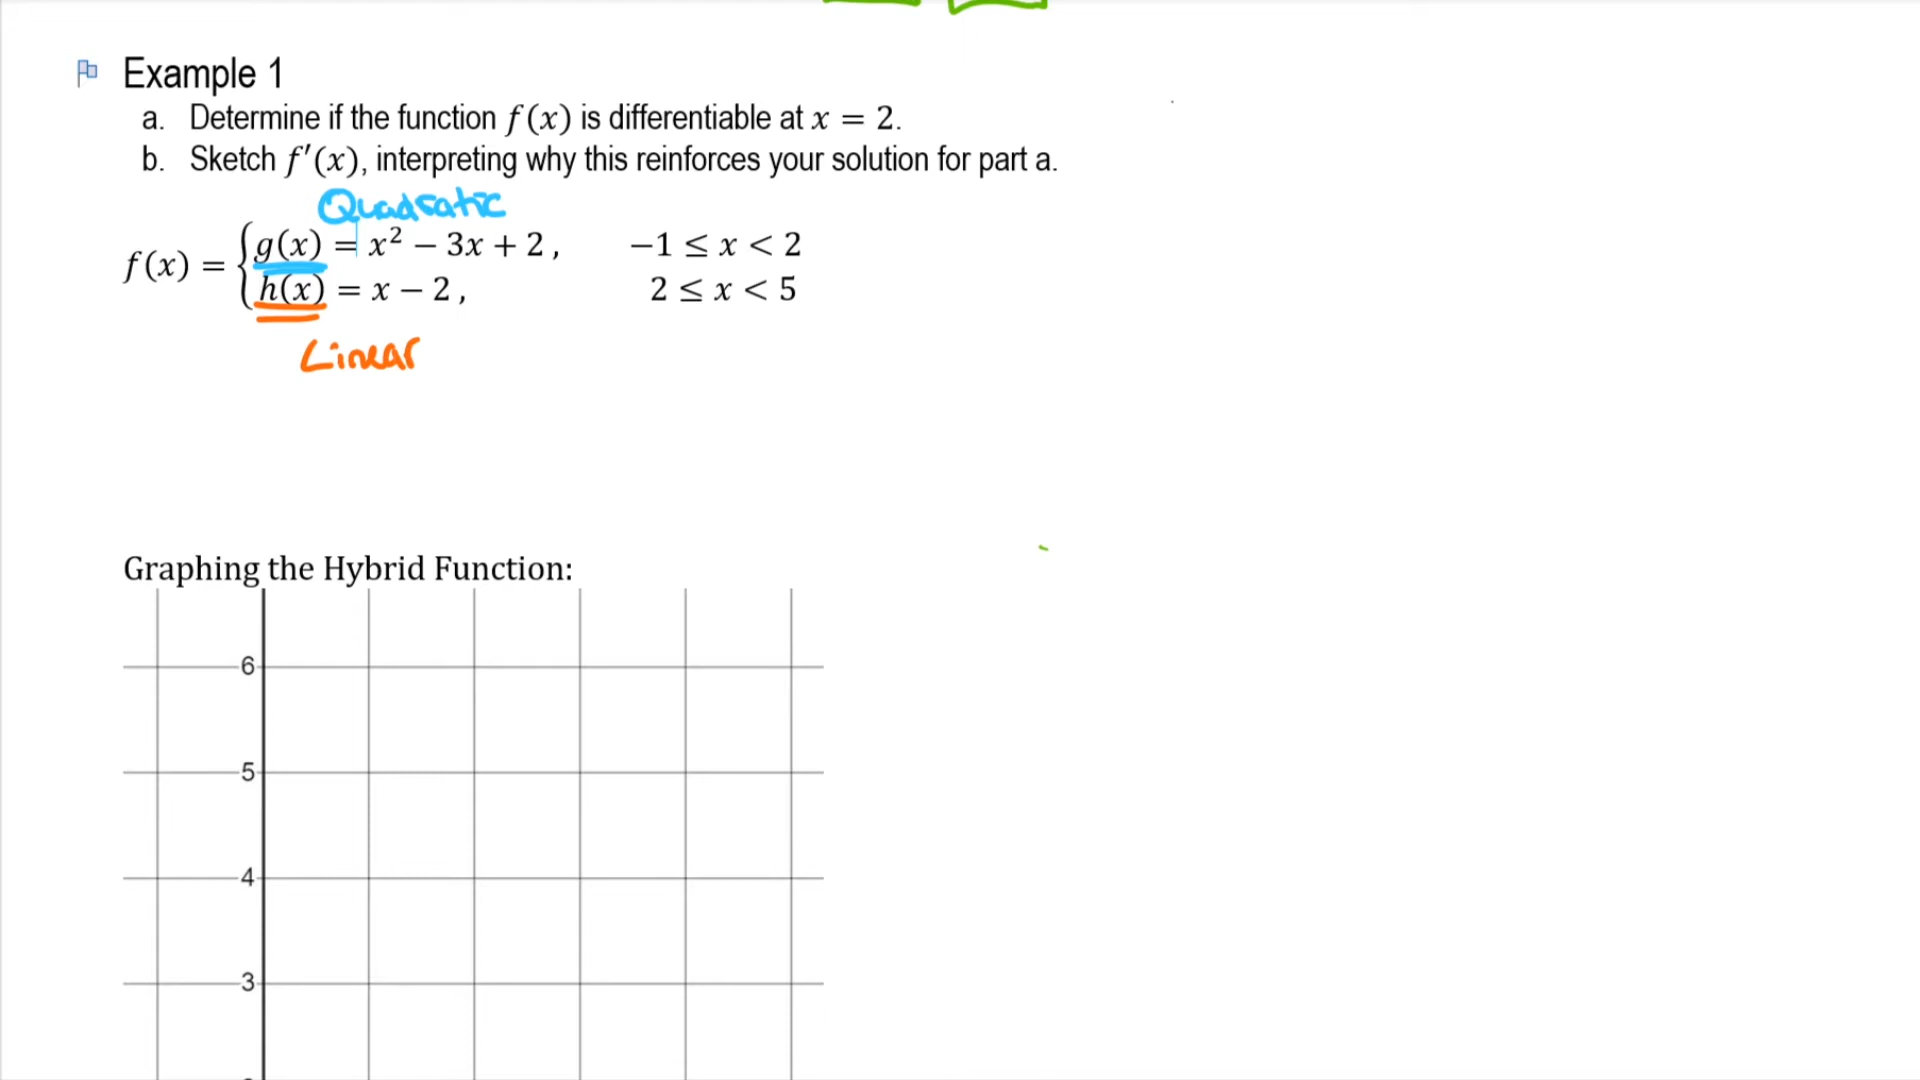 Example 1
a. Determine if the function f(x) is differentiable at x = 2.
b. Sketch f′(x), interpreting why this reinforces your solution for part a.
Quadratic
f(x) = { g(x) = x² − 3x + 2 , −1 ≤ x < 2
h(x) = x − 2 , 2 ≤ x < 5
Linear
Graphing the Hybrid Function:
6
5
4
3